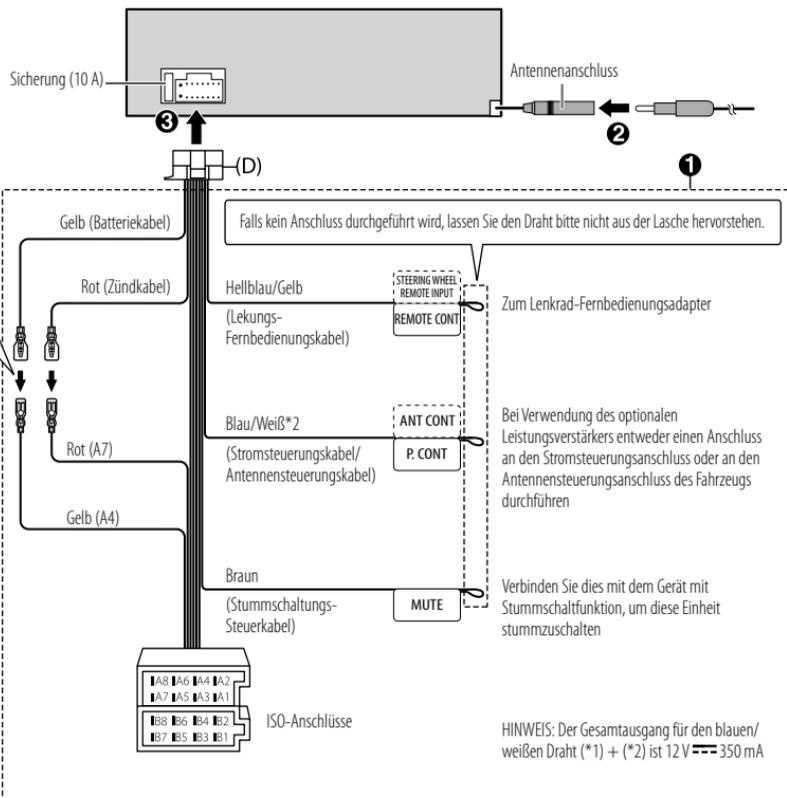 Sicherung (10 A)
Antennenanschluss
❸
❷
(D)
❶
Gelb (Batteriekabel)
Falls kein Anschluss durchgeführt wird, lassen Sie den Draht bitte nicht aus der Lasche hervorstehen.
Rot (Zündkabel)
Hellblau/Gelb
(Lekungs-
Fernbedienungskabel)
STEERING WHEEL
REMOTE INPUT
REMOTE CONT
Zum Lenkrad-Fernbedienungsadapter
Blau/Weiß*2
(Stromsteuerungskabel/
Antennensteuerungskabel)
ANT CONT
P. CONT
Bei Verwendung des optionalen
Leistungsverstärkers entweder einen Anschluss
an den Stromsteuerungsanschluss oder an den
Antennensteuerungsanschluss des Fahrzeugs
durchführen
Rot (A7)
Gelb (A4)
Braun
(Stummschaltungs-
Steuerkabel)
MUTE
Verbinden Sie dies mit dem Gerät mit
Stummschaltfunktion, um diese Einheit
stummzuschalten
A8 A6 A4 A2
A7 A5 A3 A1
B8 B6 B4 B2
B7 B5 B3 B1
ISO-Anschlüsse
HINWEIS: Der Gesamtausgang für den blauen/
weißen Draht (*1) + (*2) ist 12 V ⎓ 350 mA